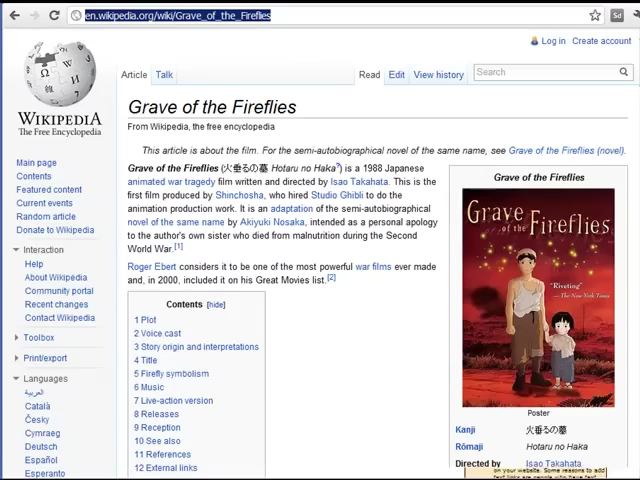 en.wikipedia.org/wiki/Grave_of_the_Fireflies
Sd
Log in Create account
Article Talk Read Edit View history Search
WIKIPEDIA
The Free Encyclopedia
Main page
Contents
Featured content
Current events
Random article
Donate to Wikipedia
Interaction
Help
About Wikipedia
Community portal
Recent changes
Contact Wikipedia
Toolbox
Print/export
Languages
العربية
Català
Česky
Cymraeg
Deutsch
Español
Esperanto
Grave of the Fireflies
From Wikipedia, the free encyclopedia
This article is about the film. For the semi-autobiographical novel of the same name, see Grave of the Fireflies (novel).
Grave of the Fireflies (火垂るの墓 Hotaru no Haka?) is a 1988 Japanese
animated war tragedy film written and directed by Isao Takahata. This is the
first film produced by Shinchosha, who hired Studio Ghibli to do the
animation production work. It is an adaptation of the semi-autobiographical
novel of the same name by Akiyuki Nosaka, intended as a personal apology
to the author's own sister who died from malnutrition during the Second
World War.[1]
Roger Ebert considers it to be one of the most powerful war films ever made
and, in 2000, included it on his Great Movies list.[2]
Contents [hide]
1 Plot
2 Voice cast
3 Story origin and interpretations
4 Title
5 Firefly symbolism
6 Music
7 Live-action version
8 Releases
9 Reception
10 See also
11 References
12 External links
Grave of the Fireflies
Grave
of the Fireflies
"Riveting"
—The New York Times
Poster
Kanji 火垂るの墓
Rōmaji Hotaru no Haka
Directed by Isao Takahata
on your website. Some reasons to add